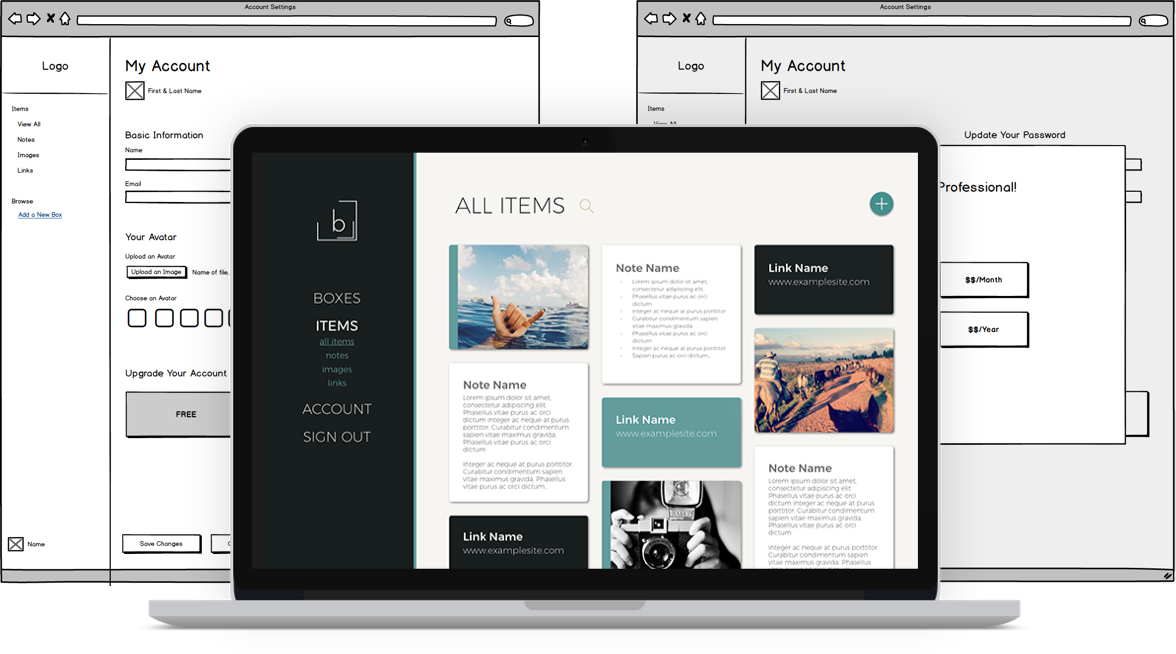 Account Settings
Logo
My Account
First & Last Name
Items
View All
Notes
Images
Links
Browse
Add a New Box
Basic Information
Name
Email
Your Avatar
Upload an Avatar
Upload an Image
Name of file.
Choose an Avatar
Upgrade Your Account
FREE
Name
Save Changes
b
BOXES
ITEMS
all items
notes
images
links
ACCOUNT
SIGN OUT
ALL ITEMS
Note Name
Lorem ipsum dolor sit amet,
consectetur adipiscing elit.
Phasellus vitae purus ac orci
dictum integer ac neque at purus
porttitor. Curabitur condimentum
sapien vitae maximus gravida.
Phasellus vitae purus ac orci
dictum
Integer ac neque at purus porttitor.
Curabitur condimentum sapien
vitae purus ac orci dictum...
Link Name
www.examplesite.com
Note Name
- Lorem ipsum dolor sit amet,
consectetur adipiscing elit.
- Phasellus vitae purus ac orci
dictum
- Integer ac neque at purus porttitor
- Curabitur condimentum sapien
vitae maximus gravida
- Phasellus vitae purus ac orci
dictum
- Integer ac neque at purus porttitor
- Sapien purus ac orci dictum...
Link Name
www.examplesite.com
Link Name
www.examplesite.com
Note Name
Lorem ipsum dolor sit amet,
consectetur adipiscing elit.
Phasellus vitae purus ac orci
dictum integer ac neque at purus
porttitor. Curabitur condimentum
sapien vitae maximus gravida.
Phasellus vitae purus ac orci
dictum
Integer ac neque at purus porttitor.
Curabitur condimentum sapien
Account Settings
Logo
My Account
First & Last Name
Items
View All
Update Your Password
Professional!
$$/Month
$$/Year